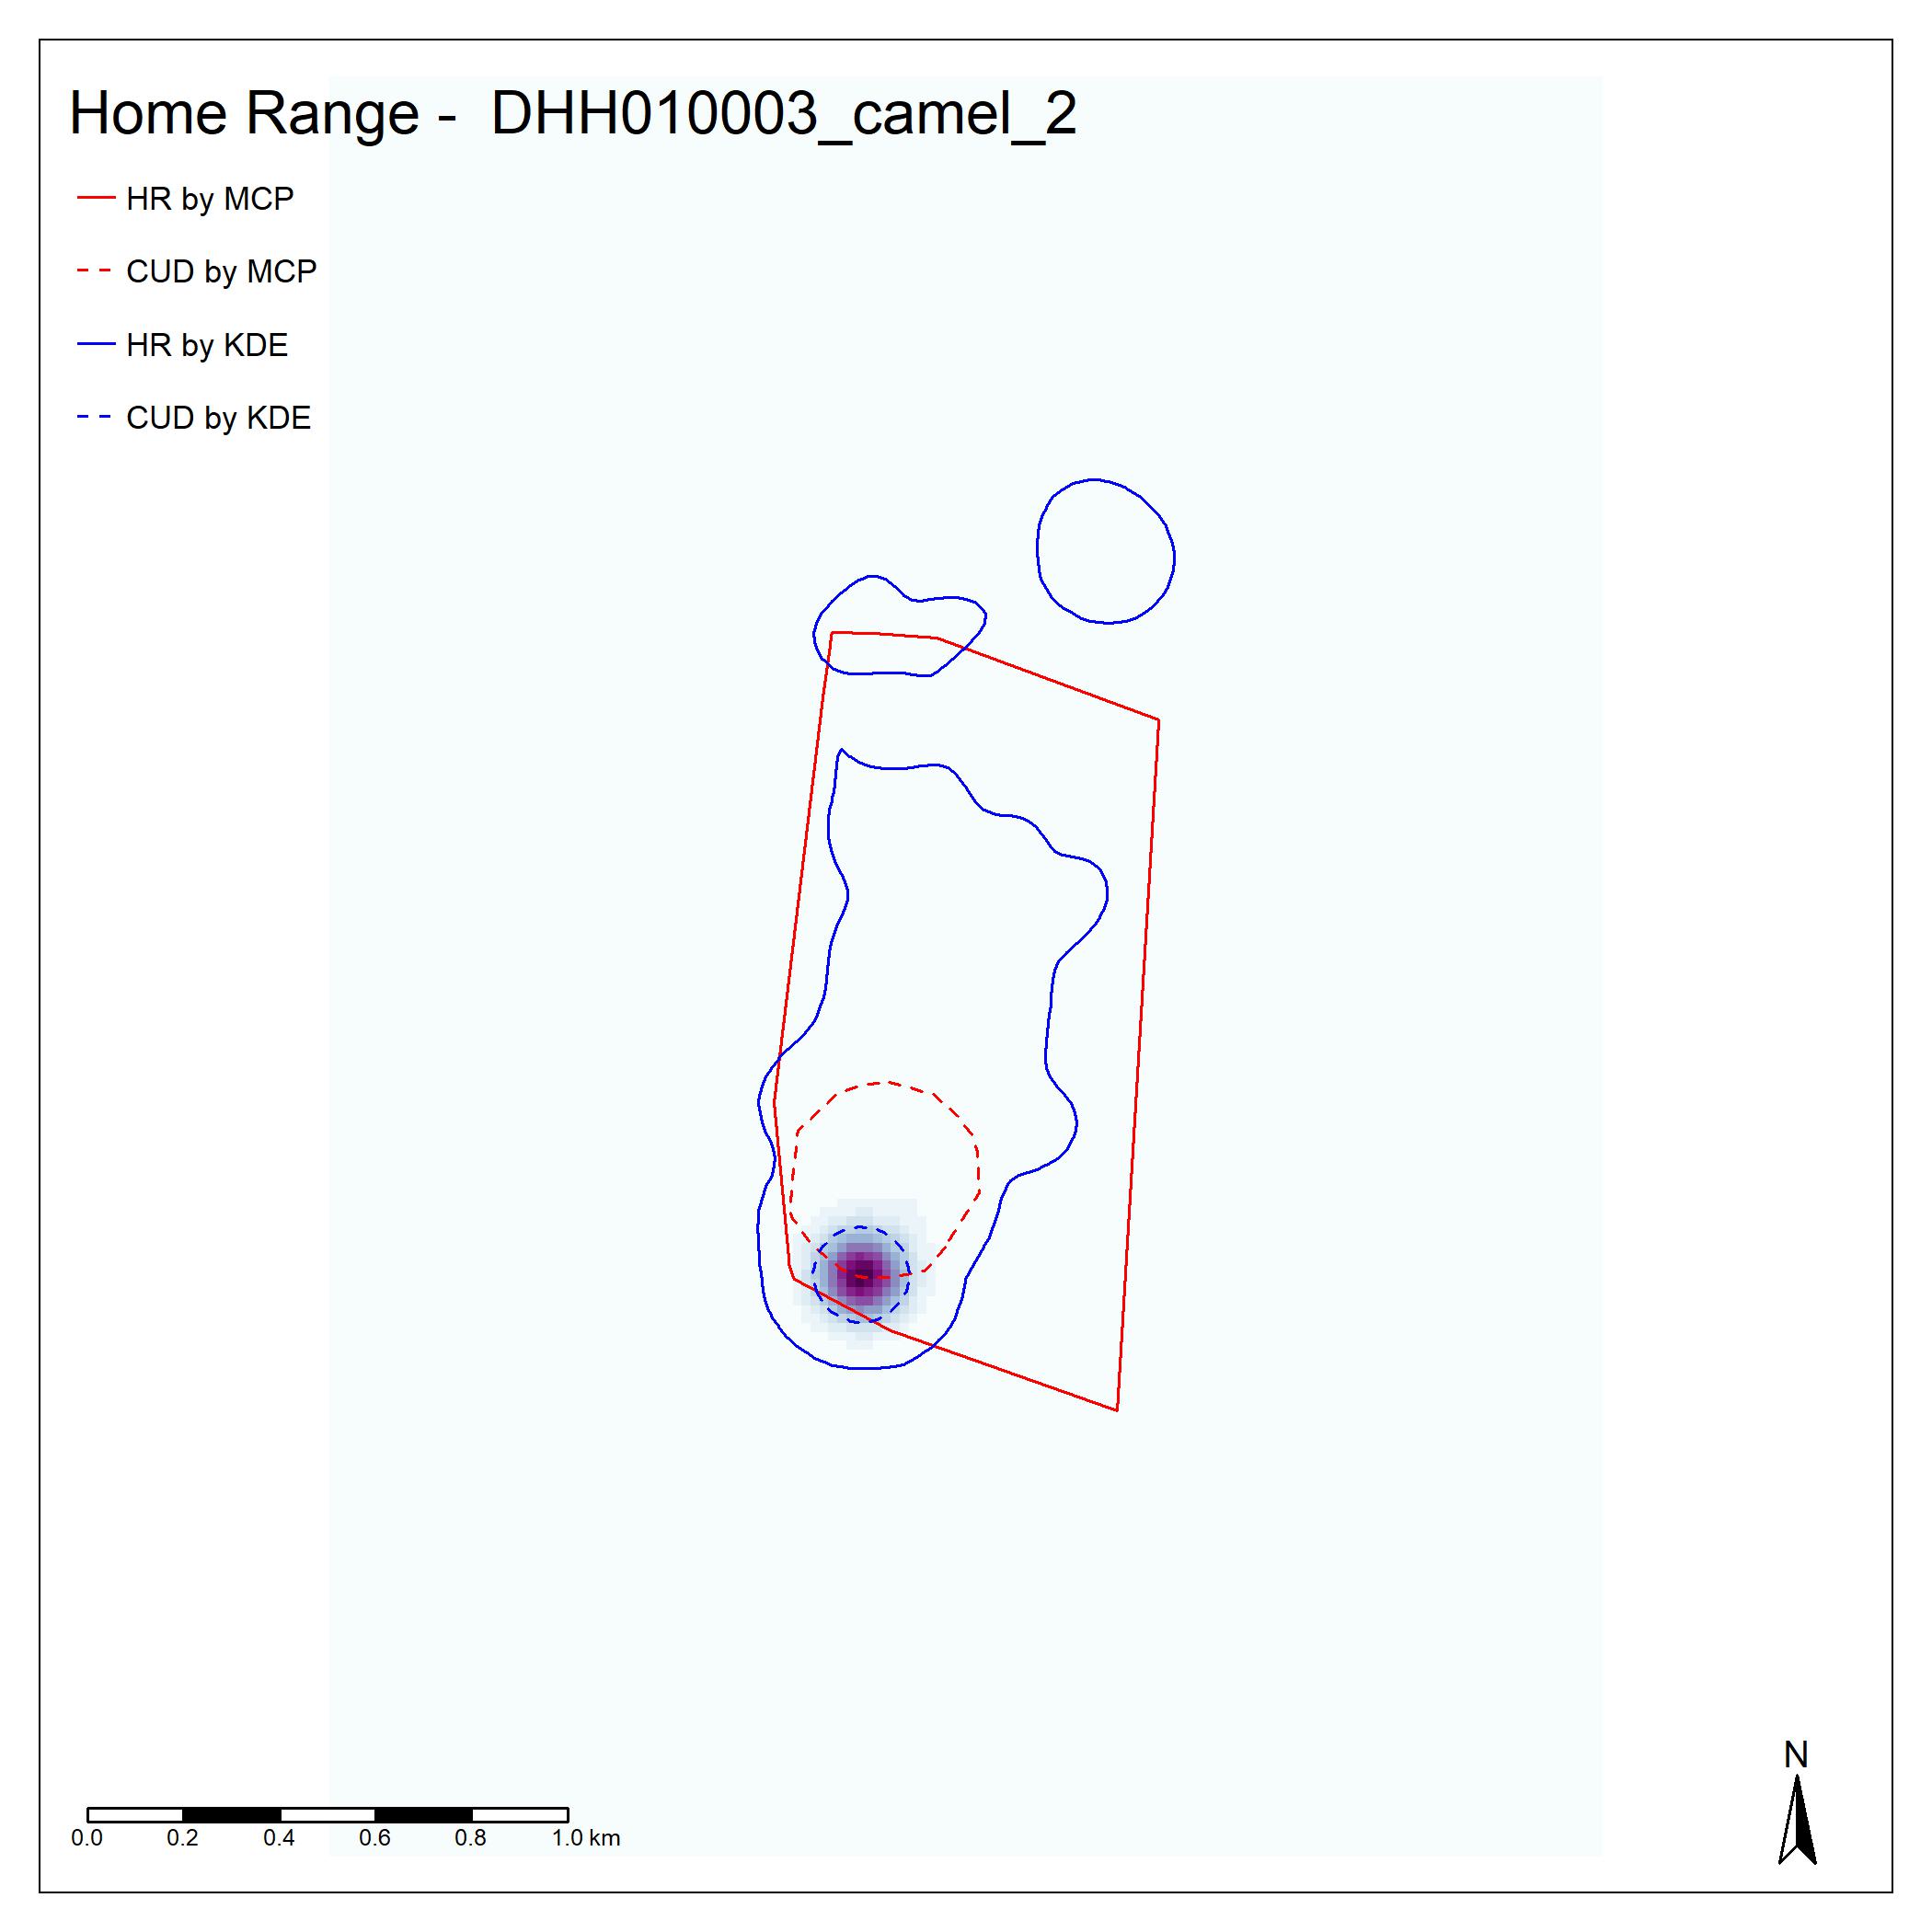 Home Range -  DHH010003_camel_2
HR by MCP
CUD by MCP
HR by KDE
CUD by KDE
N
0.0 0.2 0.4 0.6 0.8 1.0 km